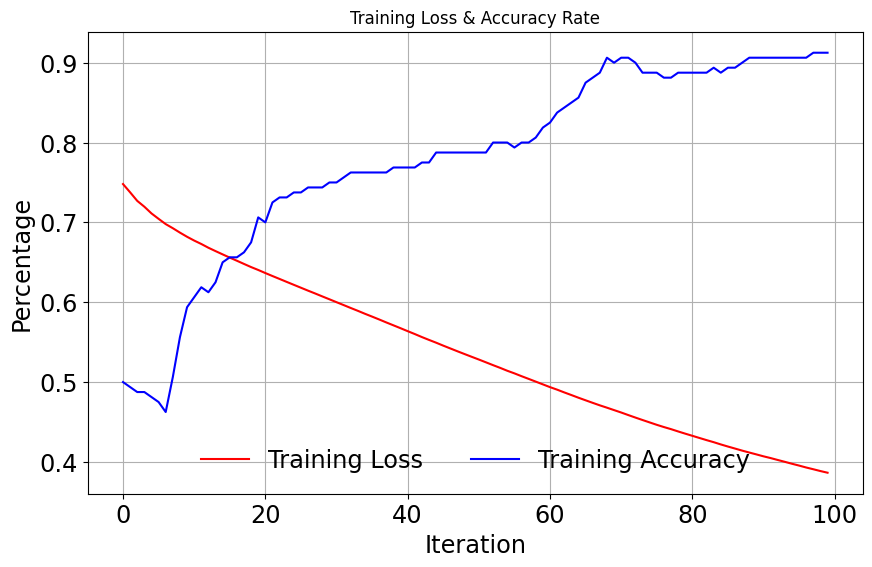 Training Loss & Accuracy Rate
Percentage
0.9
0.8
0.7
0.6
0.5
0.4
Training Loss
Training Accuracy
0 20 40 60 80 100
Iteration